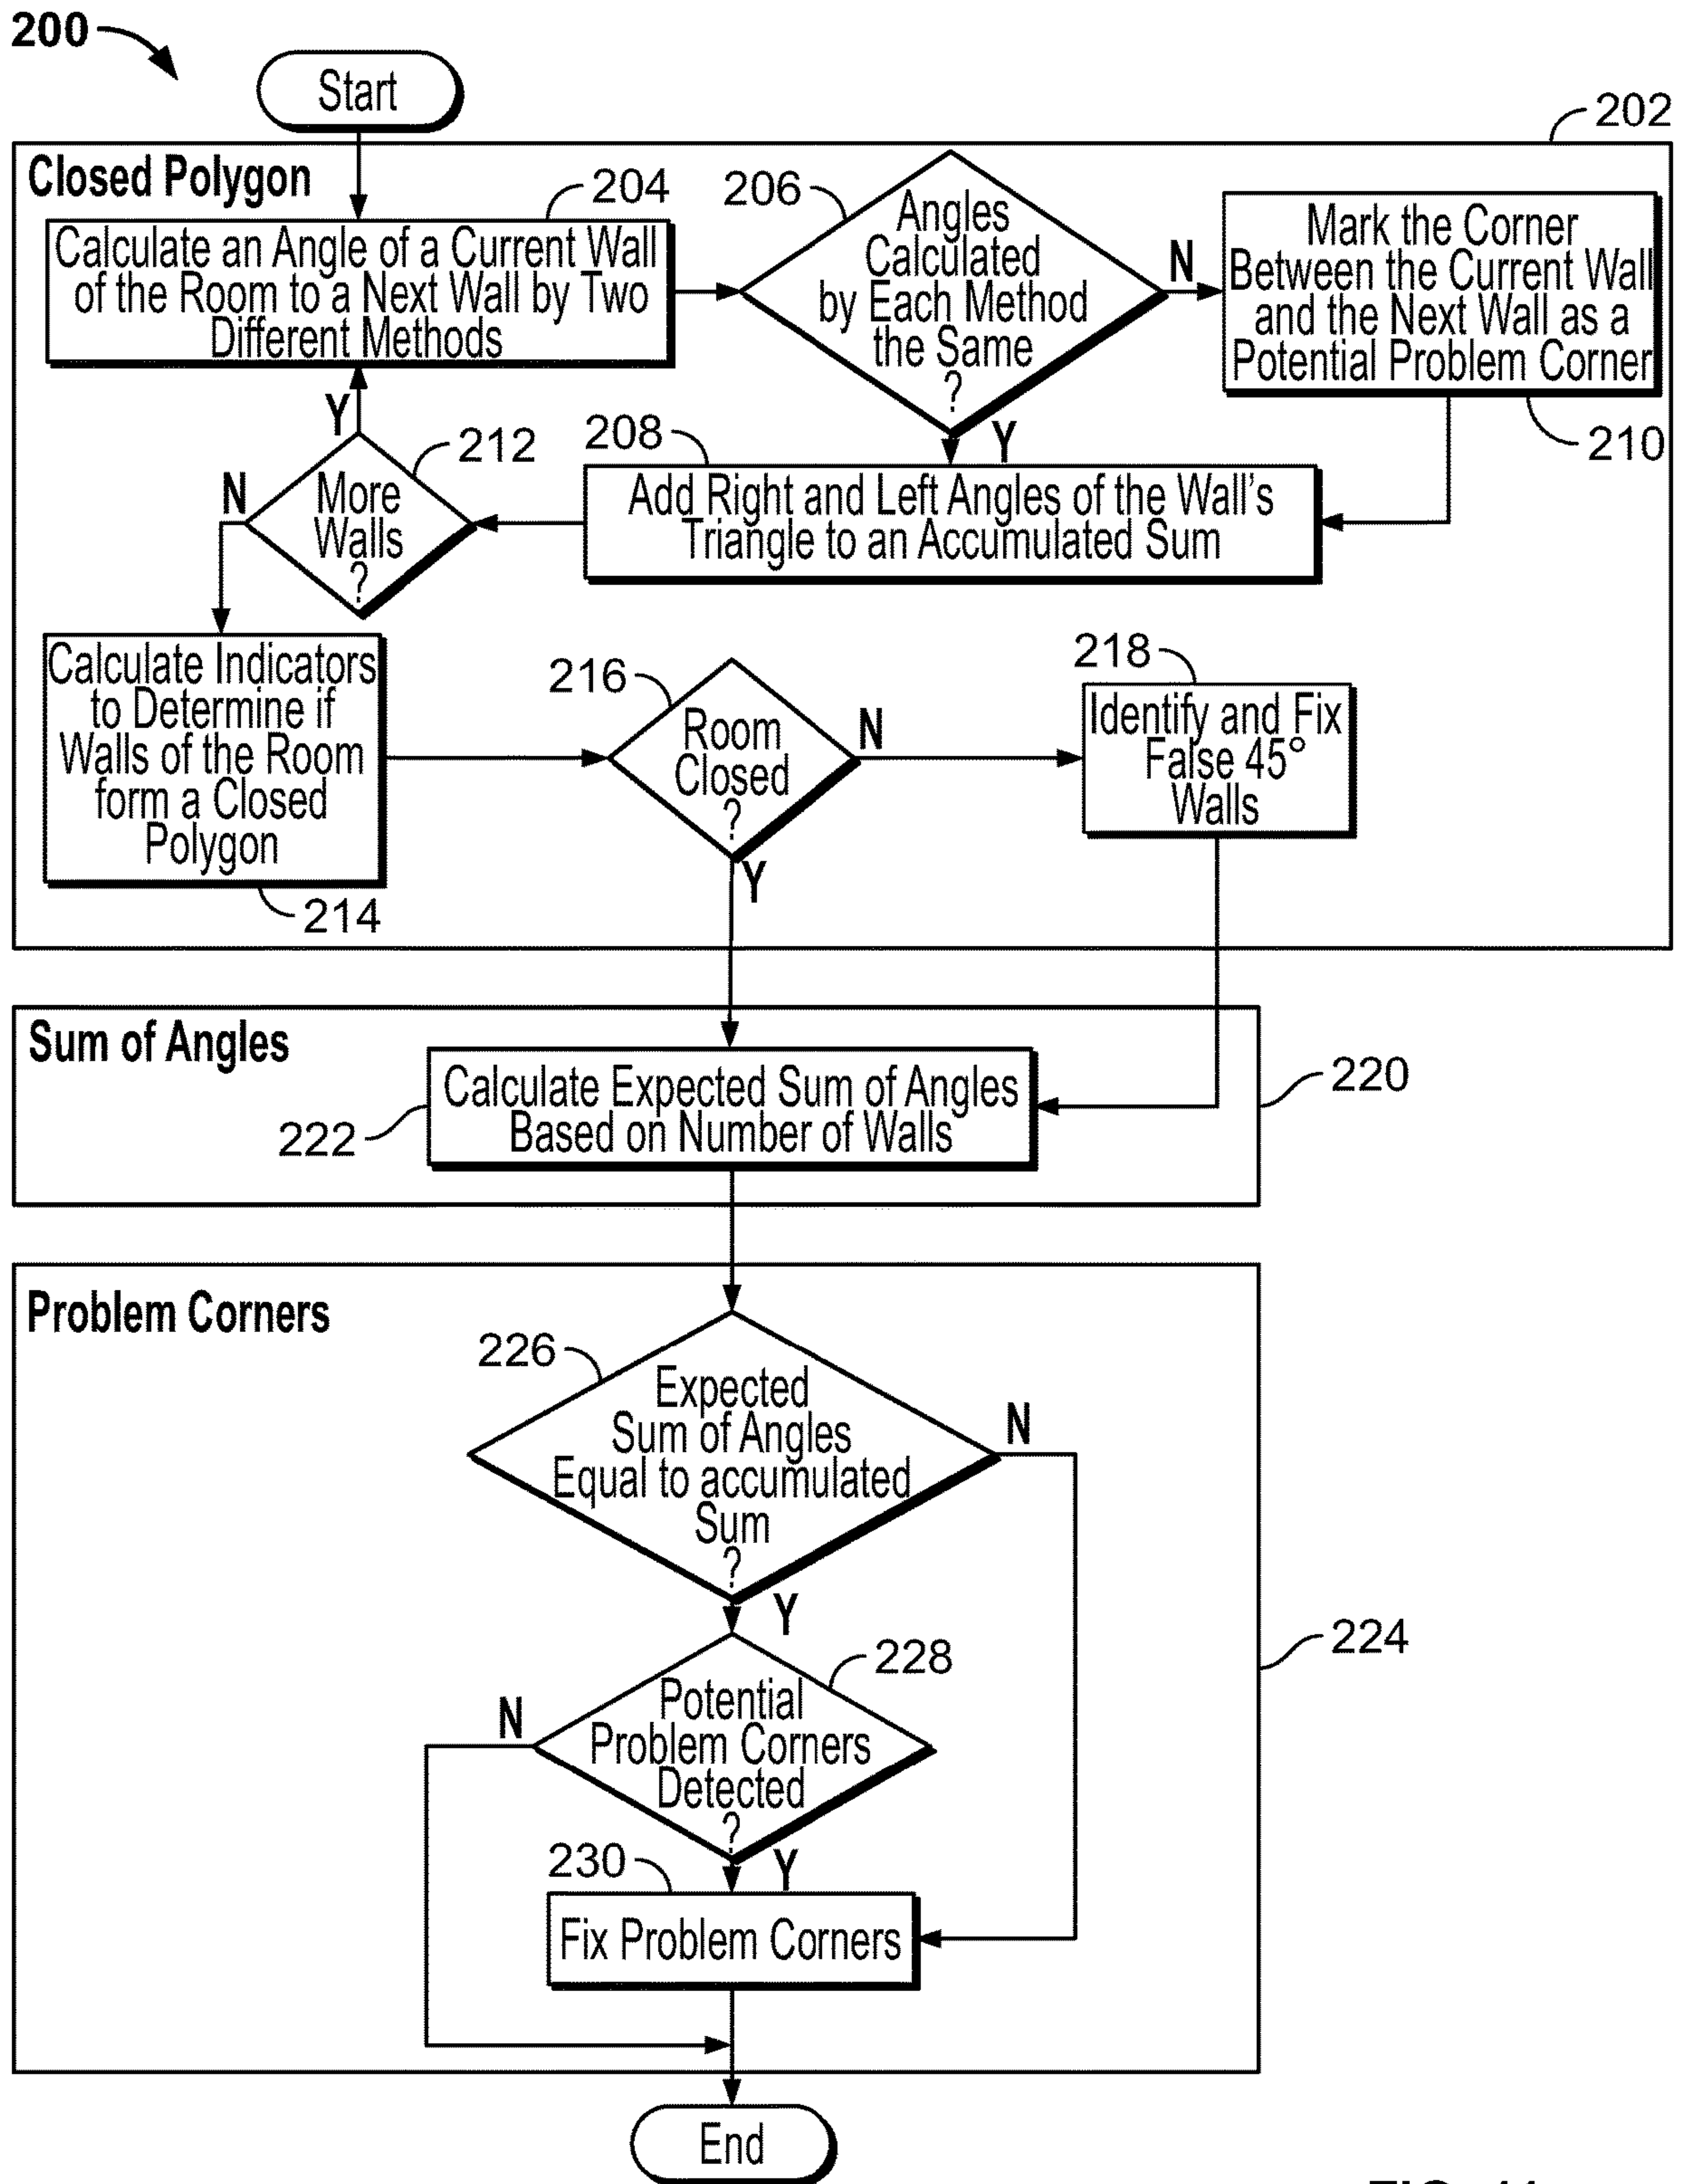 200
Start
202
Closed Polygon
204
Calculate an Angle of a Current Wall
of the Room to a Next Wall by Two
Different Methods
206
Angles
Calculated
by Each Method
the Same
?
N
Mark the Corner
Between the Current Wall
and the Next Wall as a
Potential Problem Corner
210
Y
208
Add Right and Left Angles of the Wall's
Triangle to an Accumulated Sum
Y
212
N
More
Walls
?
Calculate Indicators
to Determine if
Walls of the Room
form a Closed
Polygon
214
216
Room
Closed
?
N
Y
218
Identify and Fix
False 45°
Walls
Sum of Angles
220
Calculate Expected Sum of Angles
Based on Number of Walls
222
Problem Corners
224
226
Expected
Sum of Angles
Equal to accumulated
Sum
?
N
Y
228
Potential
Problem Corners
Detected
?
N
Y
230
Fix Problem Corners
End